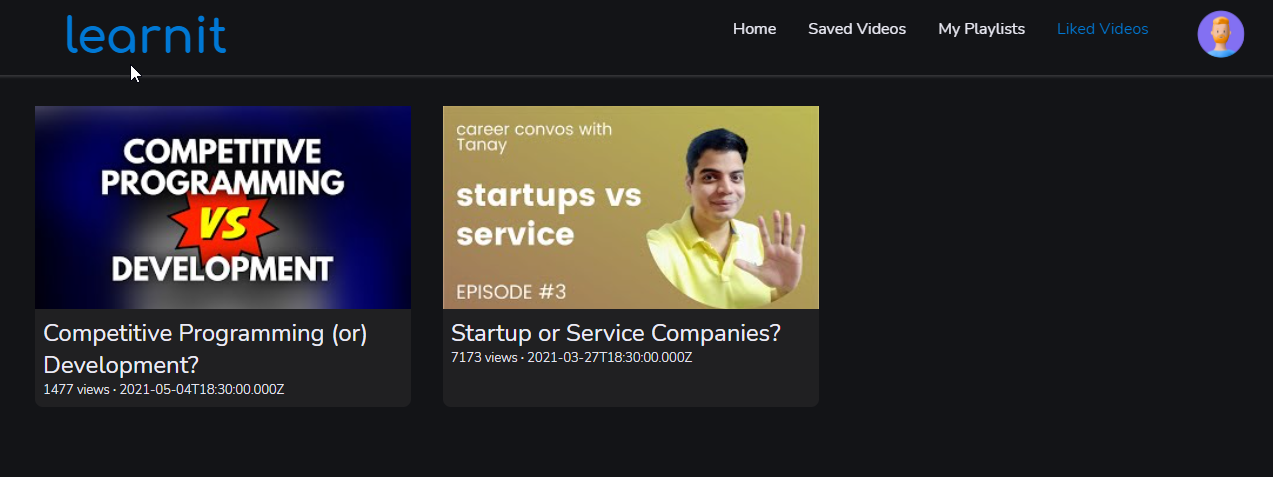 learnit
Home Saved Videos My Playlists Liked Videos
COMPETITIVE
PROGRAMMING
VS
DEVELOPMENT
Competitive Programming (or)
Development?
1477 views · 2021-05-04T18:30:00.000Z
career convos with
Tanay
startups vs
service
EPISODE #3
Startup or Service Companies?
7173 views · 2021-03-27T18:30:00.000Z